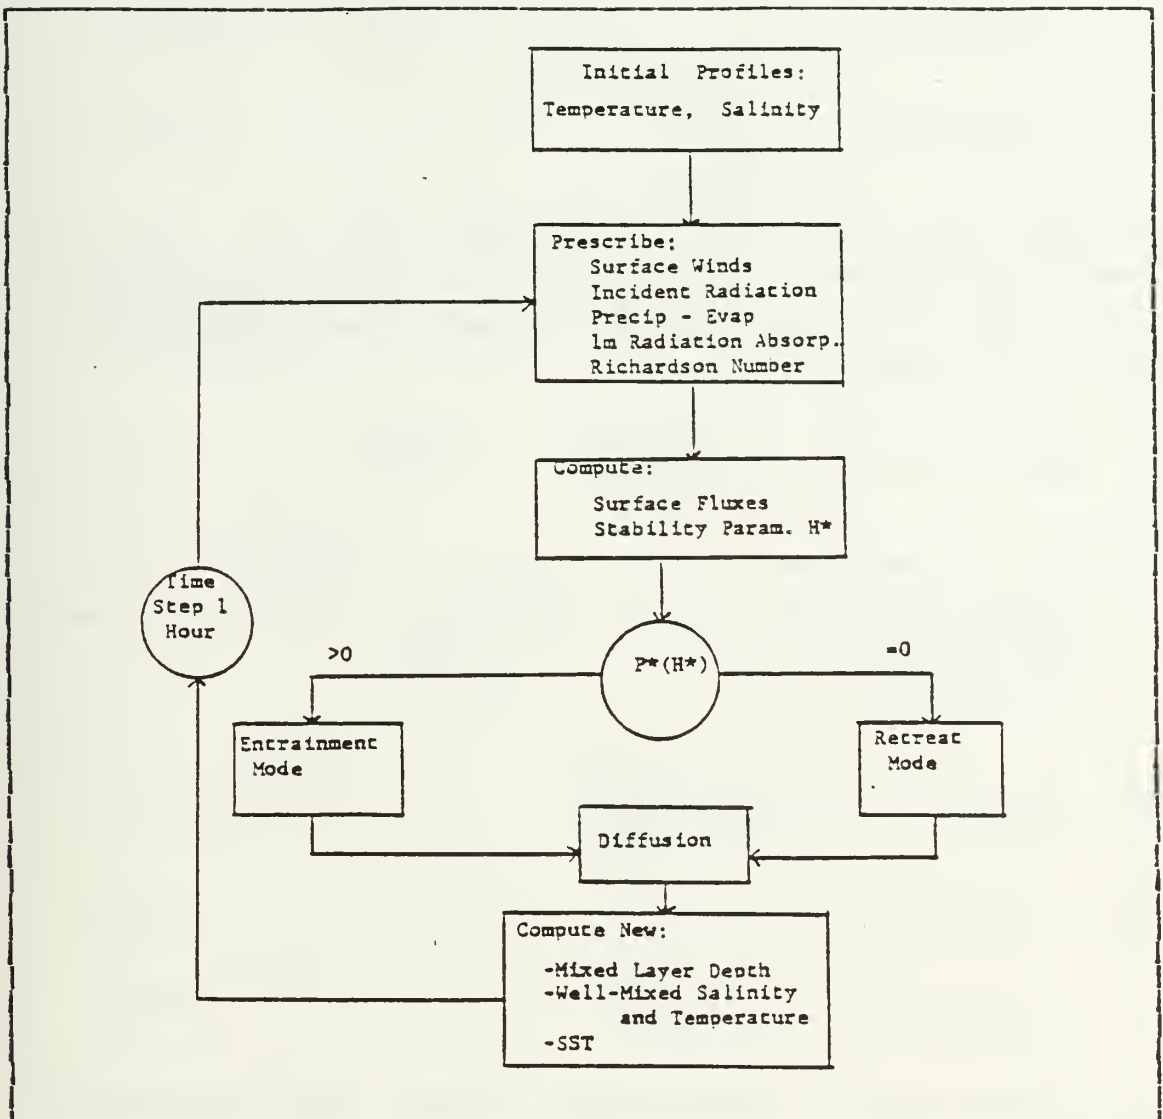 Initial Profiles:
Temperature, Salinity
Prescribe:
Surface Winds
Incident Radiation
Precip - Evap
1m Radiation Absorp.
Richardson Number
Compute:
Surface Fluxes
Stability Param. H*
Time
Step 1
Hour
>0
P*(H*)
=0
Entrainment
Mode
Retreat
Mode
Diffusion
Compute New:
-Mixed Layer Depth
-Well-Mixed Salinity
and Temperature
-SST